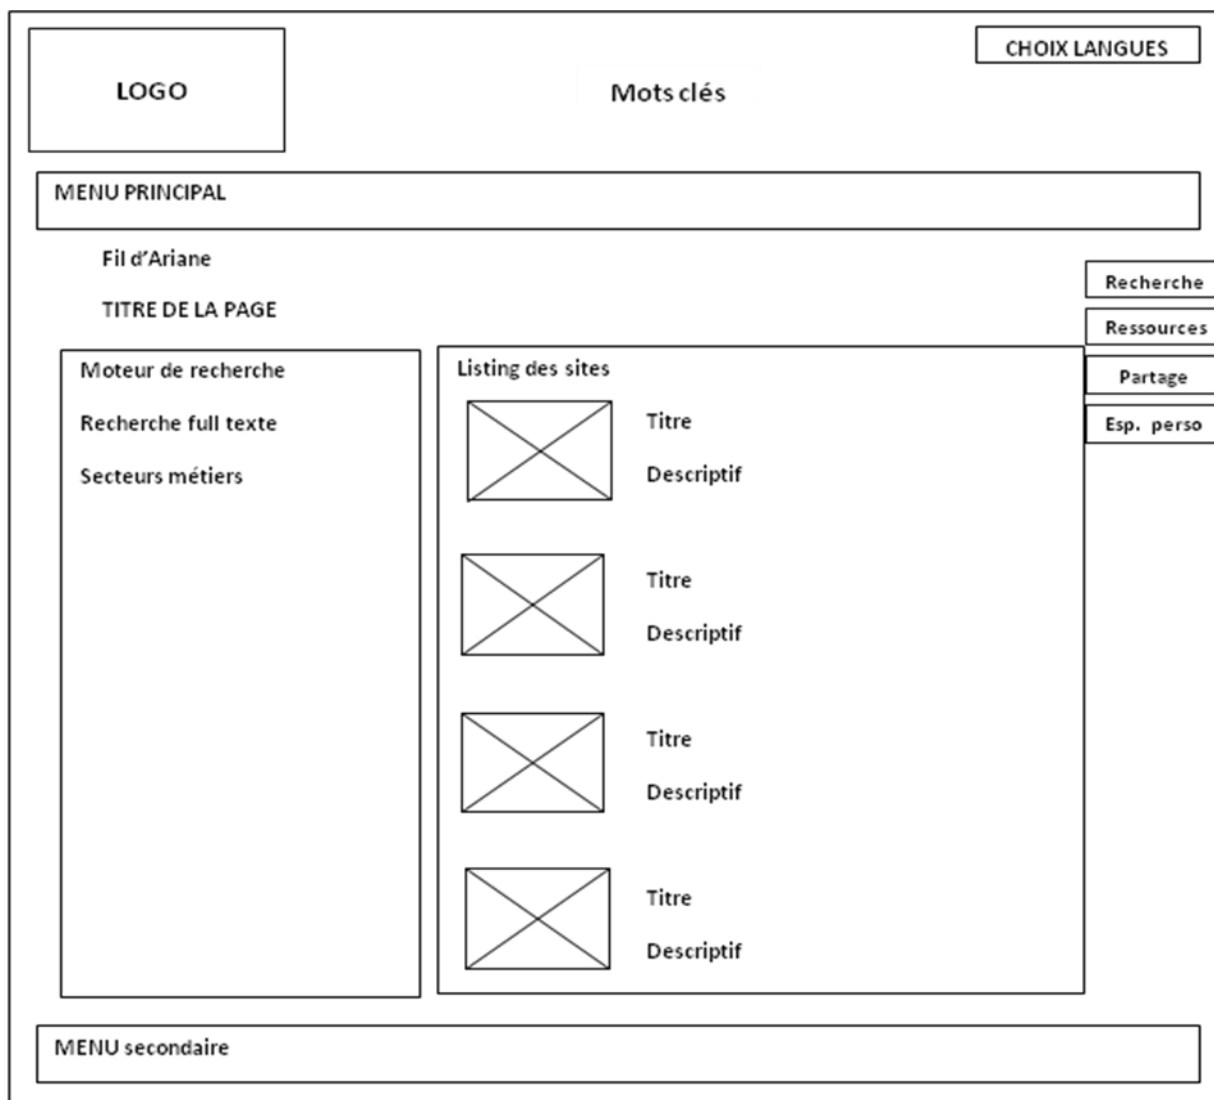 LOGO
Mots clés
CHOIX LANGUES
MENU PRINCIPAL
Fil d'Ariane
TITRE DE LA PAGE
Recherche
Ressources
Partage
Esp. perso
Moteur de recherche
Recherche full texte
Secteurs métiers
Listing des sites
Titre
Descriptif
Titre
Descriptif
Titre
Descriptif
Titre
Descriptif
MENU secondaire